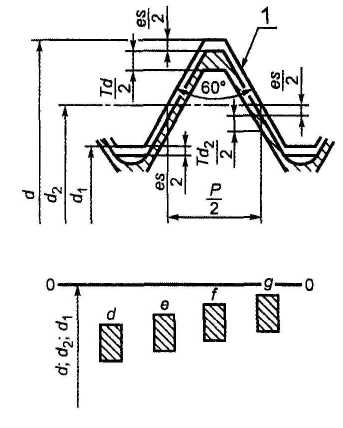 es/2
1
Td/2
es/2
60°
Td₂/2
d
d₂
d₁
es/2
P/2
0 0
d e f g
d; d₂; d₁